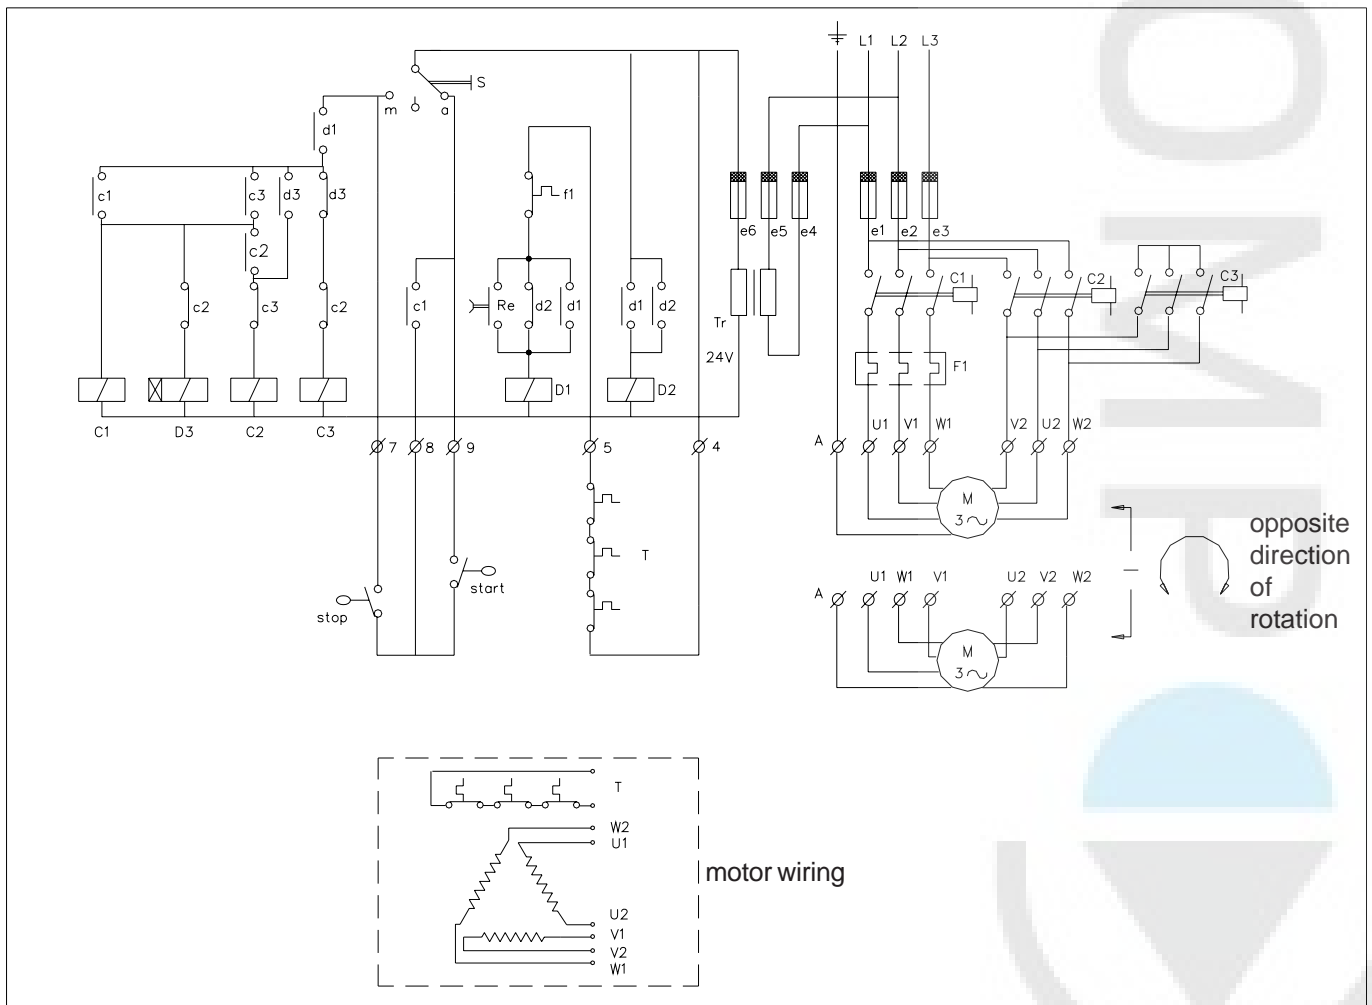 L1 L2 L3
S
m a
d1
c1 c3 d3 d3
f1
e6 e5 e4 e1 e2 e3
c2
C1 C2 C3
c2 c3 c2 c1 Re d2 d1 d1 d2
Tr
24V
F1
D1 D2
C1 D3 C2 C3
7 8 9 5 4
A U1 V1 W1 V2 U2 W2
M
3
T
start
stop
opposite
direction
of
rotation
A U1 W1 V1 U2 V2 W2
M
3
T
W2
U1
motor wiring
U2
V1
V2
W1
OMP